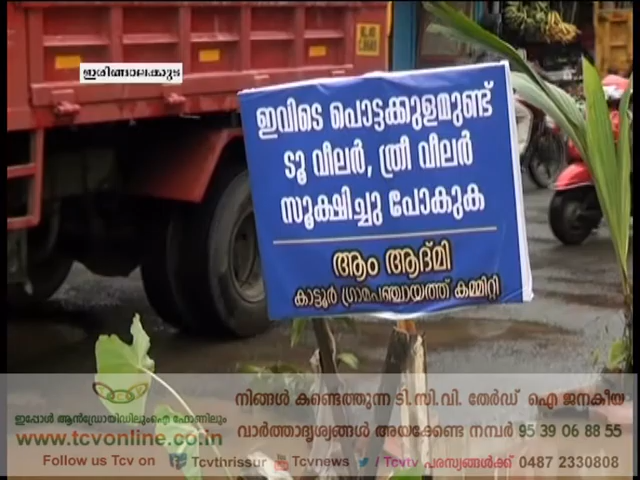 ഇരിങ്ങാലക്കുട
ഇവിടെ പൊട്ടക്കുളമുണ്ട്
ടൂ വീലർ, ത്രീ വീലർ
സൂക്ഷിച്ചു പോകുക
ആം ആദ്മി
കാട്ടൂർ ഗ്രാമപഞ്ചായത്ത് കമ്മിറ്റി
നിങ്ങൾ കണ്ടെത്തുന്ന ടി.സി.വി. തേർഡ് ഐ ജനകീയ
ഇപ്പോൾ ആൻഡ്രോയിഡിലുംഐ ഫോണിലും
www.tcvonline.co.in
വാർത്താദൃശ്യങ്ങൾ അയക്കേണ്ട നമ്പർ 95 39 06 88 55
Follow us Tcv on Tcvthrissur Tcvnews / Tcvtv പരസ്യങ്ങൾക്ക് 0487 2330808